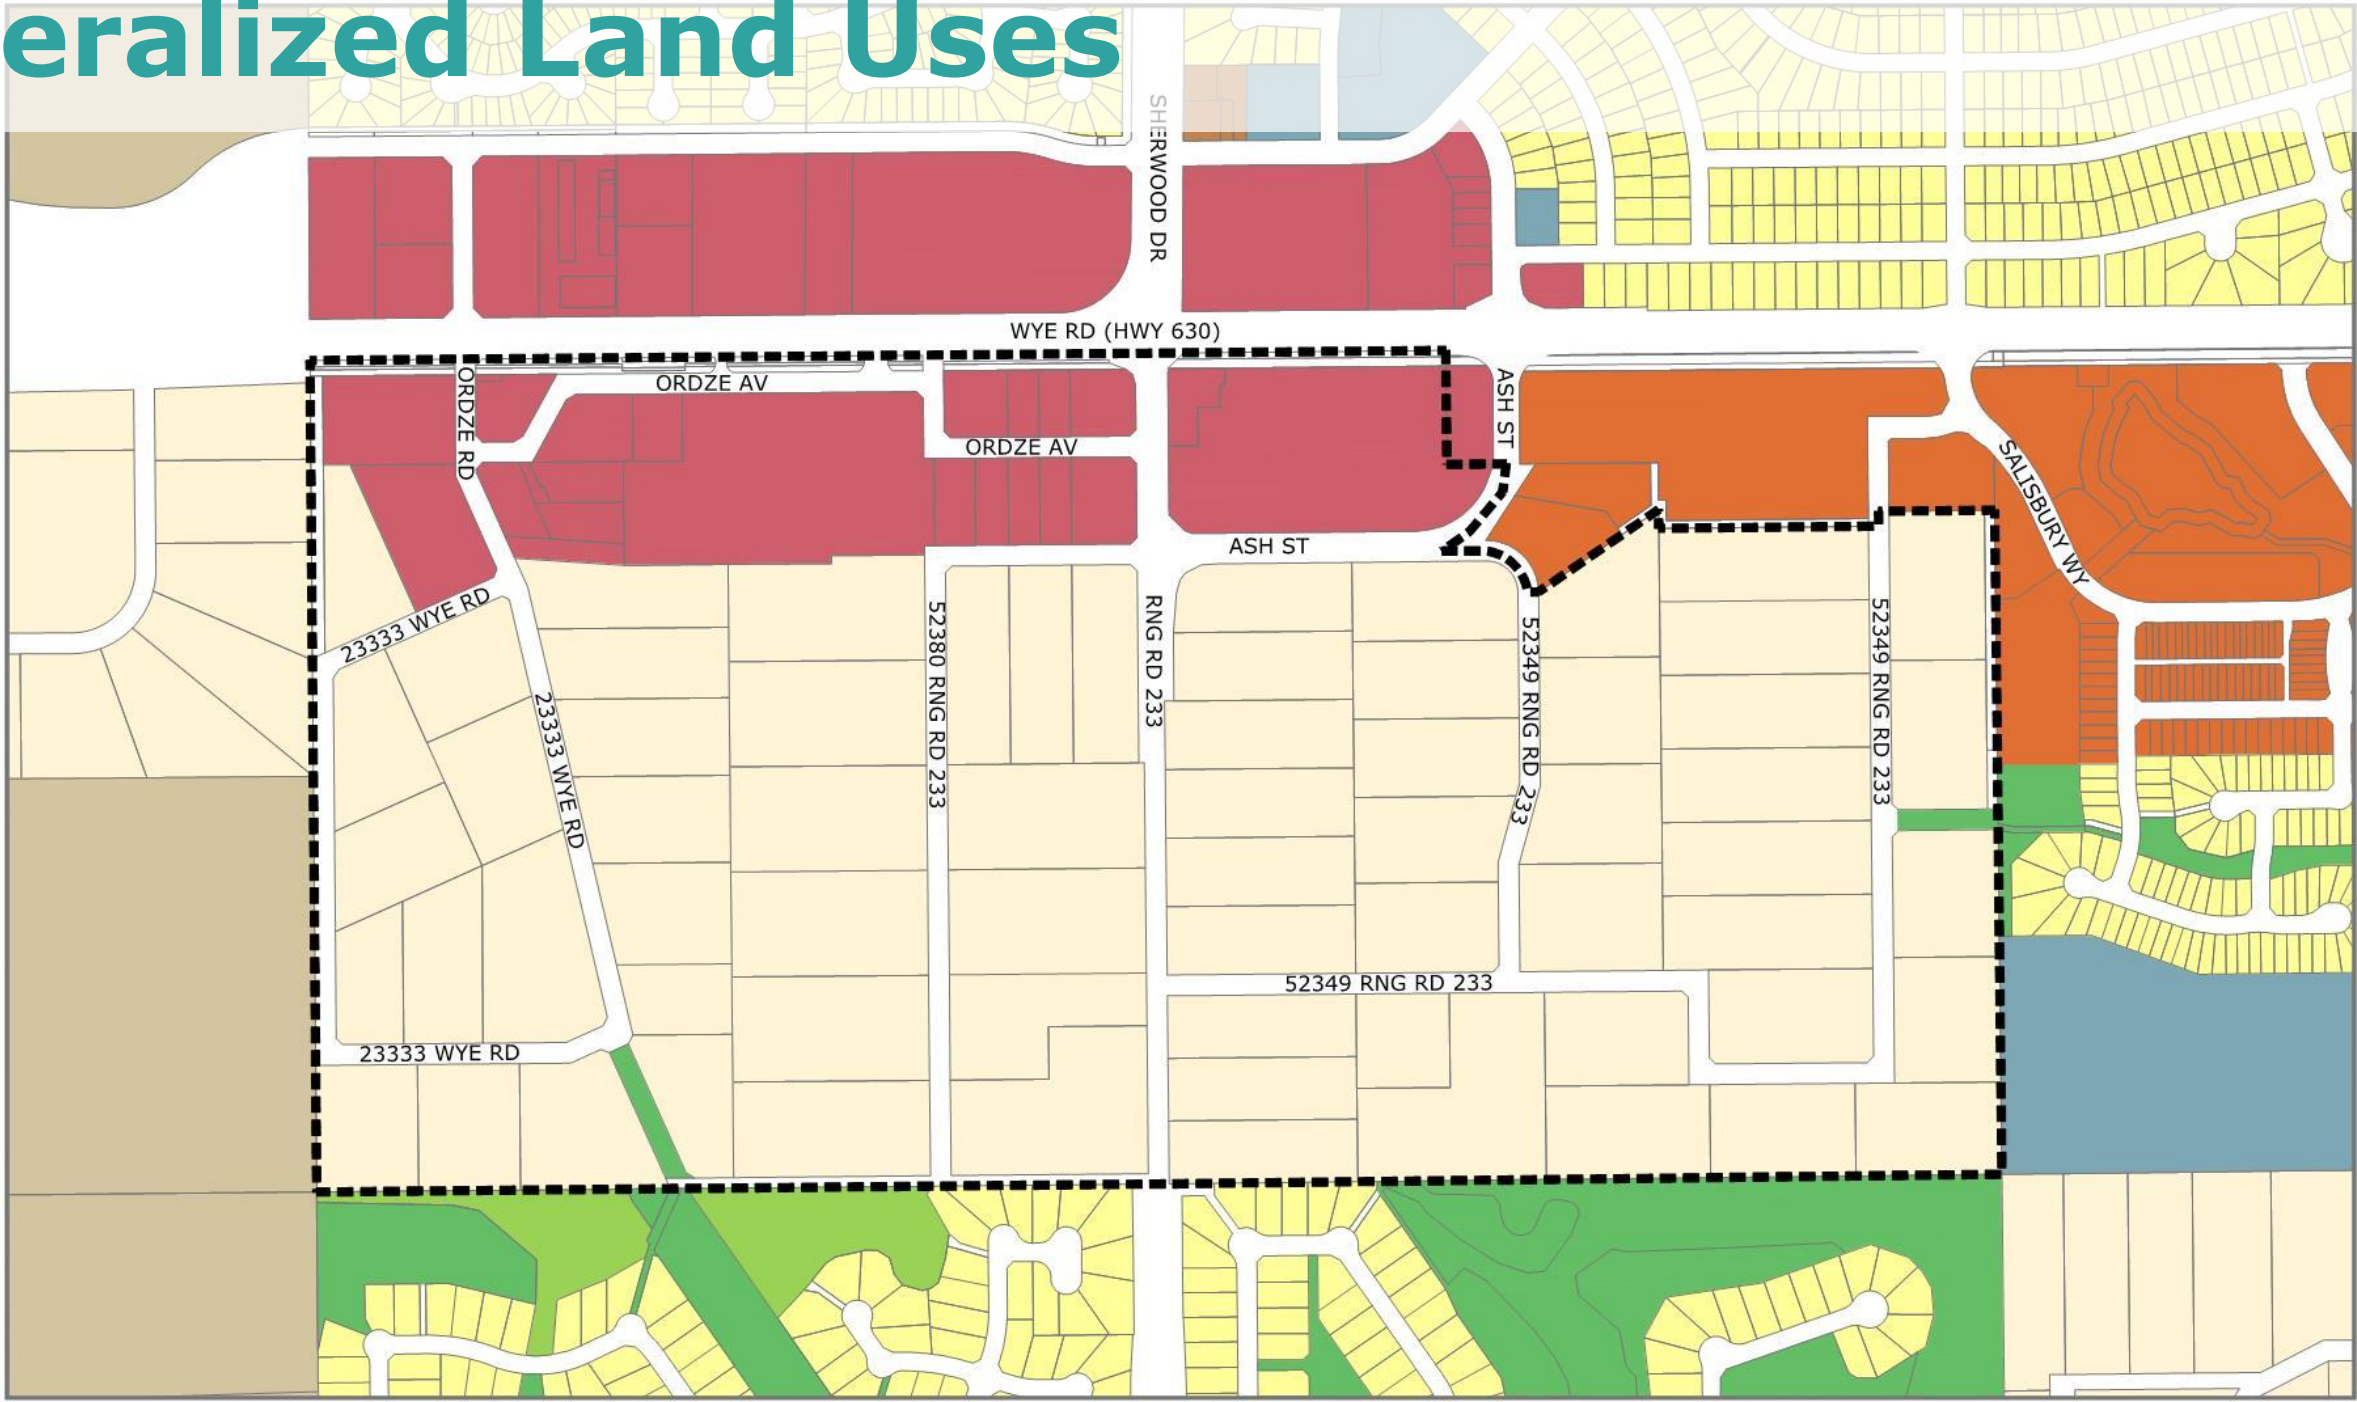 eralized Land Uses
SHERWOOD DR
WYE RD (HWY 630)
ORDZE RD
ORDZE AV
ASH ST
ORDZE AV
SALISBURY WY
ASH ST
23333 WYE RD
52380 RNG RD 233
RNG RD 233
52349 RNG RD 233
52349 RNG RD 233
23333 WYE RD
52349 RNG RD 233
23333 WYE RD